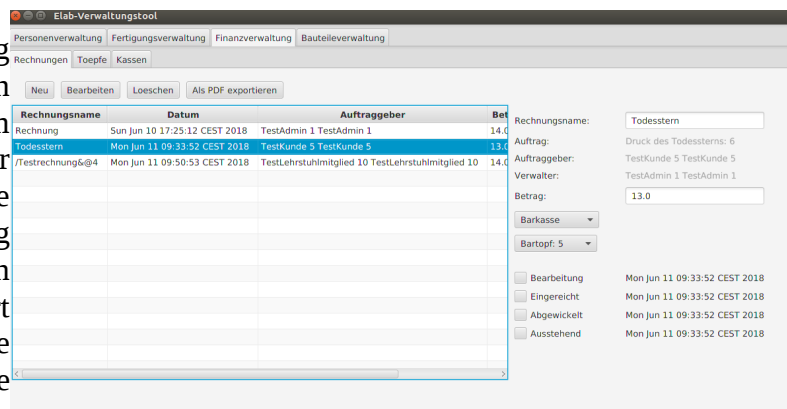 Elab-Verwaltungstool
Personenverwaltung Fertigungsverwaltung Finanzverwaltung Bauteileverwaltung
Rechnungen Toepfe Kassen
Neu Bearbeiten Loeschen Als PDF exportieren
Rechnungsname Datum Auftraggeber Bet
Rechnung Sun Jun 10 17:25:12 CEST 2018 TestAdmin 1 TestAdmin 1 14.0
Todesstern Mon Jun 11 09:33:52 CEST 2018 TestKunde 5 TestKunde 5 13.0
/Testrechnung&@4 Mon Jun 11 09:50:53 CEST 2018 TestLehrstuhlmitglied 10 TestLehrstuhlmitglied 10 14.0
Rechnungsname: Todesstern
Auftrag: Druck des Todessterns: 6
Auftraggeber: TestKunde 5 TestKunde 5
Verwalter: TestAdmin 1 TestAdmin 1
Betrag: 13.0
Barkasse
Bartopf: 5
Bearbeitung Mon Jun 11 09:33:52 CEST 2018
Eingereicht Mon Jun 11 09:33:52 CEST 2018
Abgewickelt Mon Jun 11 09:33:52 CEST 2018
Ausstehend Mon Jun 11 09:33:52 CEST 2018